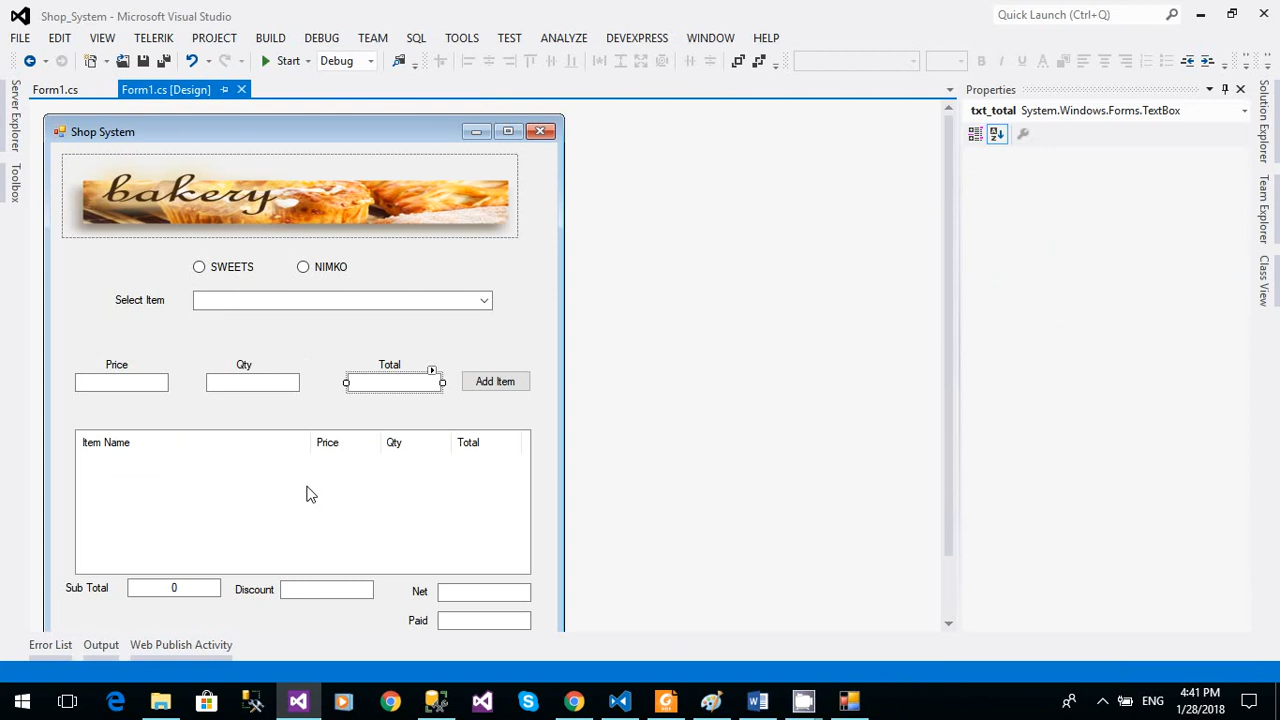 Shop_System - Microsoft Visual Studio
Quick Launch (Ctrl+Q)
FILE EDIT VIEW TELERIK PROJECT BUILD DEBUG TEAM SQL TOOLS TEST ANALYZE DEVEXPRESS WINDOW HELP
Start Debug
Server Explorer
Toolbox
Form1.cs
Form1.cs [Design]
Shop System
bakery
SWEETS NIMKO
Select Item
Price Qty Total
Add Item
Item Name Price Qty Total
Sub Total 0 Discount Net
Paid
Properties
txt_total System.Windows.Forms.TextBox
Solution Explorer
Team Explorer
Class View
Error List Output Web Publish Activity
ENG
4:41 PM
1/28/2018